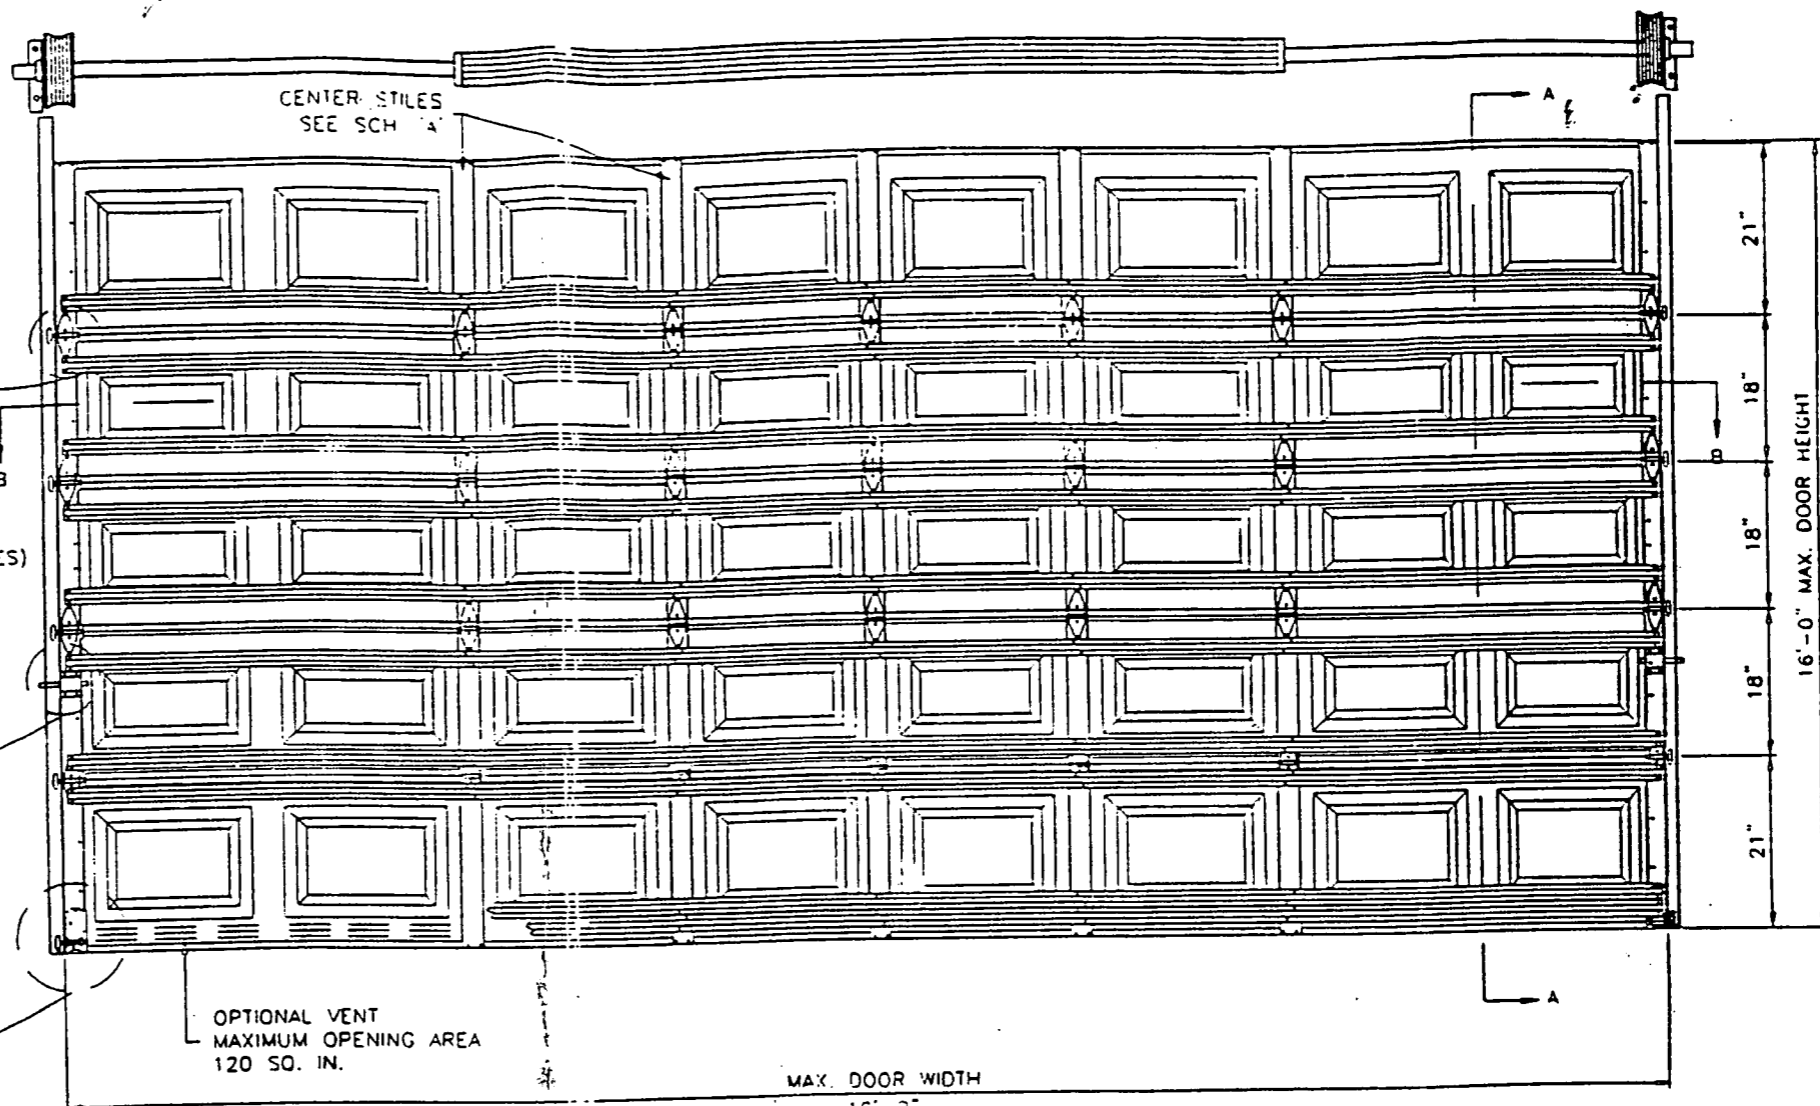 CENTER STILES
SEE SCH 'A'
A
21"
18"
B
B
18"
ES)
18"
21"
16'-0" MAX. DOOR HEIGHT
A
OPTIONAL VENT
MAXIMUM OPENING AREA
120 SQ. IN.
MAX. DOOR WIDTH